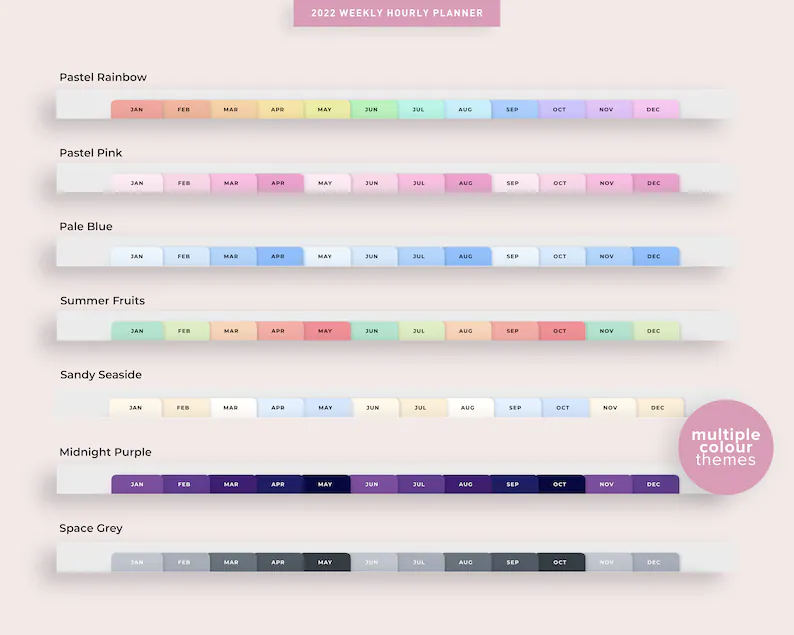 2022 WEEKLY HOURLY PLANNER
Pastel Rainbow
JAN FEB MAR APR MAY JUN JUL AUG SEP OCT NOV DEC
Pastel Pink
JAN FEB MAR APR MAY JUN JUL AUG SEP OCT NOV DEC
Pale Blue
JAN FEB MAR APR MAY JUN JUL AUG SEP OCT NOV DEC
Summer Fruits
JAN FEB MAR APR MAY JUN JUL AUG SEP OCT NOV DEC
Sandy Seaside
JAN FEB MAR APR MAY JUN JUL AUG SEP OCT NOV DEC
multiple
colour
themes
Midnight Purple
JAN FEB MAR APR MAY JUN JUL AUG SEP OCT NOV DEC
Space Grey
JAN FEB MAR APR MAY JUN JUL AUG SEP OCT NOV DEC